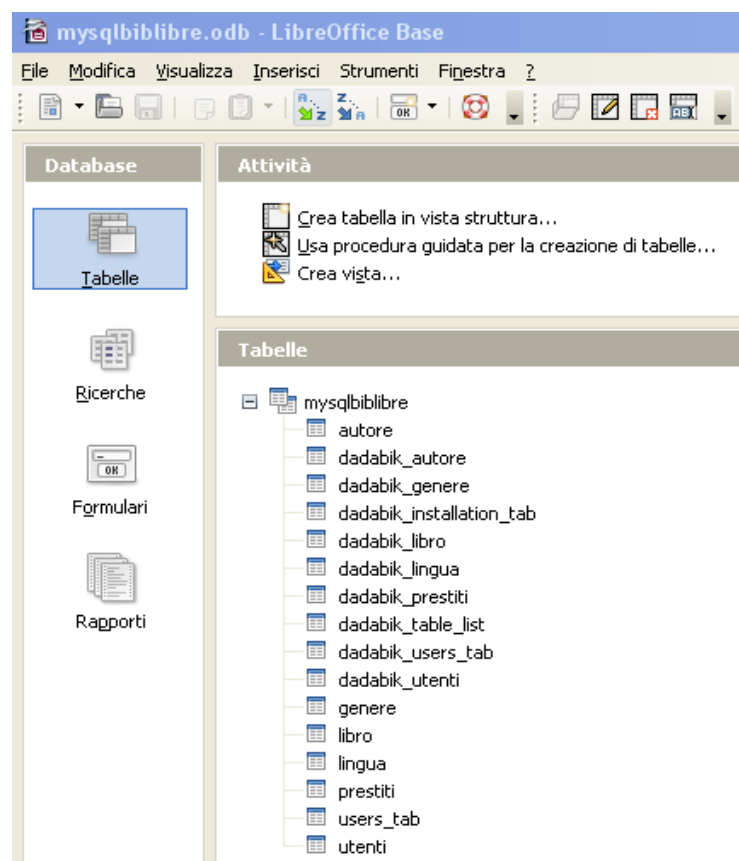 mysqlbiblibre.odb - LibreOffice Base
File Modifica Visualizza Inserisci Strumenti Finestra ?
Database
Tabelle
Ricerche
Formulari
Rapporti
Attività
Crea tabella in vista struttura...
Usa procedura guidata per la creazione di tabelle...
Crea vista...
Tabelle
mysqlbiblibre
autore
dadabik_autore
dadabik_genere
dadabik_installation_tab
dadabik_libro
dadabik_lingua
dadabik_prestiti
dadabik_table_list
dadabik_users_tab
dadabik_utenti
genere
libro
lingua
prestiti
users_tab
utenti